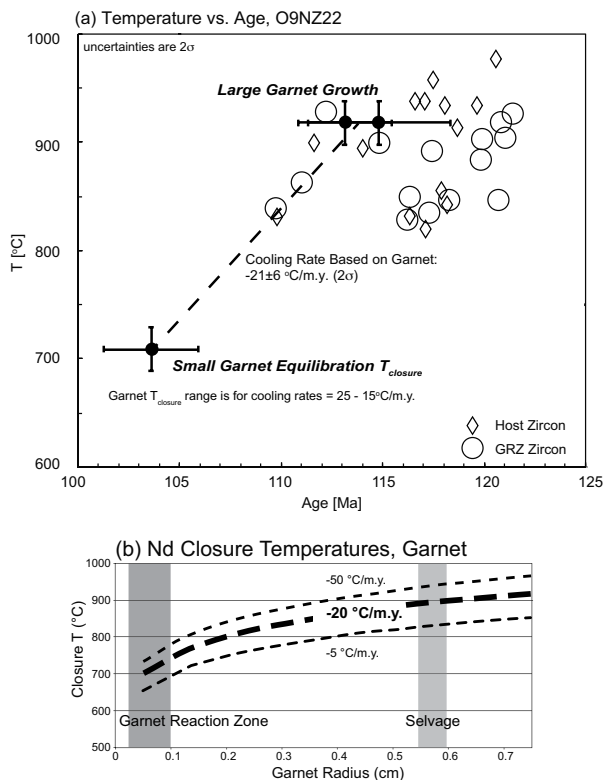 (a) Temperature vs. Age, O9NZ22
uncertainties are 2σ
1000
900
800
700
600
T [°C]
Large Garnet Growth
Cooling Rate Based on Garnet:
-21±6 °C/m.y. (2σ)
Small Garnet Equilibration Tclosure
Garnet Tclosure range is for cooling rates = 25 - 15°C/m.y.
Host Zircon
GRZ Zircon
100 105 110 115 120 125
Age [Ma]
(b) Nd Closure Temperatures, Garnet
1000
900
800
700
600
500
Closure T (°C)
-50 °C/m.y.
-20 °C/m.y.
-5 °C/m.y.
Garnet Reaction Zone
Selvage
0 0.1 0.2 0.3 0.4 0.5 0.6 0.7
Garnet Radius (cm)